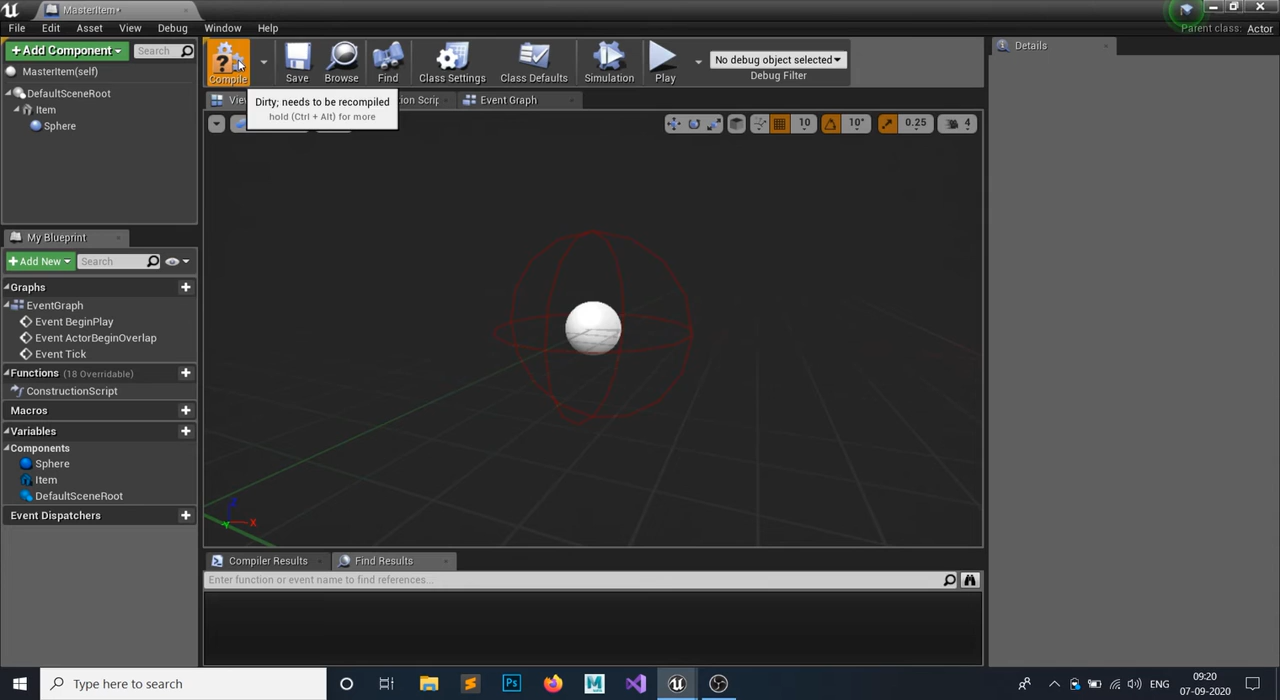 MasterItem*
File Edit Asset View Debug Window Help
Parent class: Actor
+Add Component
Search
MasterItem(self)
DefaultSceneRoot
Item
Sphere
Compile
Save
Browse
Find
Class Settings
Class Defaults
Simulation
Play
No debug object selected
Debug Filter
Details
Event Graph
Dirty; needs to be recompiled
hold (Ctrl + Alt) for more
10
10°
0.25
4
My Blueprint
+Add New
Search
Graphs
EventGraph
Event BeginPlay
Event ActorBeginOverlap
Event Tick
Functions (18 Overridable)
ConstructionScript
Macros
Variables
Components
Sphere
Item
DefaultSceneRoot
Event Dispatchers
Z
Y
X
Compiler Results
Find Results
Enter function or event name to find references...
Type here to search
Ps
M
ENG
09:20
07-09-2020